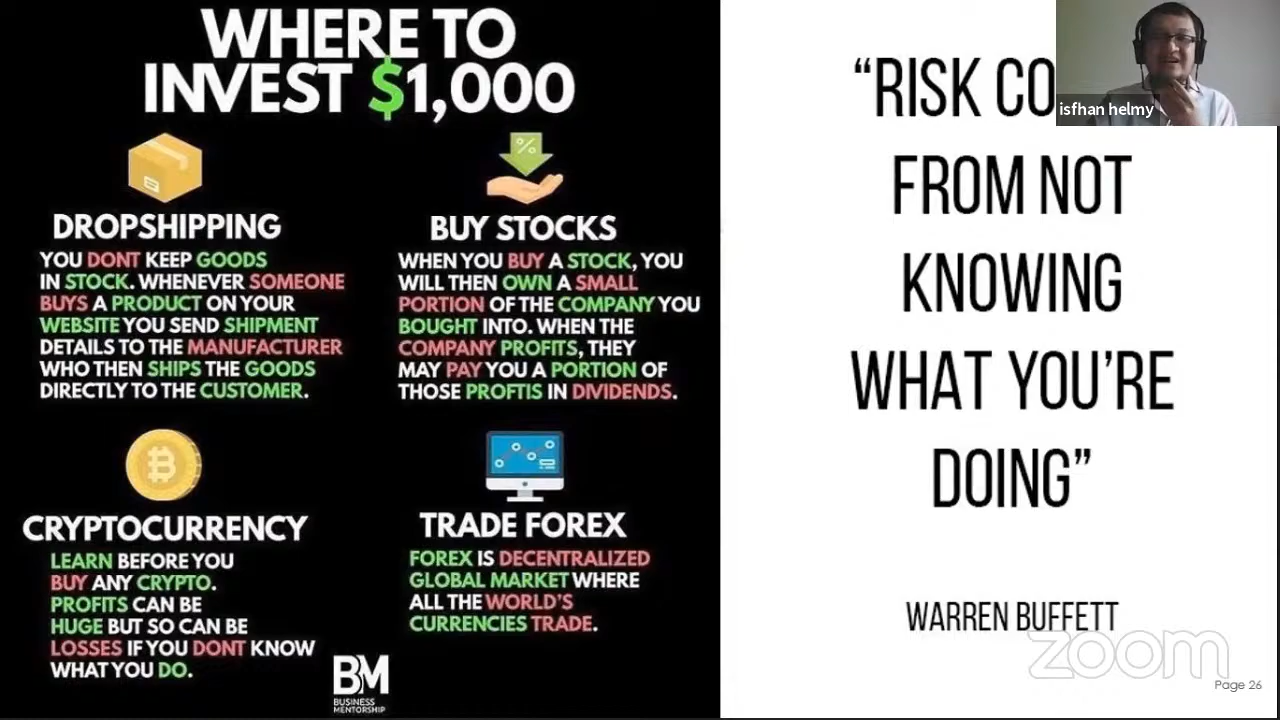 WHERE TO
INVEST $1,000
DROPSHIPPING
YOU DONT KEEP GOODS
IN STOCK. WHENEVER SOMEONE
BUYS A PRODUCT ON YOUR
WEBSITE YOU SEND SHIPMENT
DETAILS TO THE MANUFACTURER
WHO THEN SHIPS THE GOODS
DIRECTLY TO THE CUSTOMER.
BUY STOCKS
WHEN YOU BUY A STOCK, YOU
WILL THEN OWN A SMALL
PORTION OF THE COMPANY YOU
BOUGHT INTO. WHEN THE
COMPANY PROFITS, THEY
MAY PAY YOU A PORTION OF
THOSE PROFTIS IN DIVIDENDS.
CRYPTOCURRENCY
LEARN BEFORE YOU
BUY ANY CRYPTO.
PROFITS CAN BE
HUGE BUT SO CAN BE
LOSSES IF YOU DONT KNOW
WHAT YOU DO.
TRADE FOREX
FOREX IS DECENTRALIZED
GLOBAL MARKET WHERE
ALL THE WORLD'S
CURRENCIES TRADE.
BM
BUSINESS
MENTORSHIP
“RISK CO
FROM NOT
KNOWING
WHAT YOU’RE
DOING”
WARREN BUFFETT
isfhan helmy
zoom
Page 26